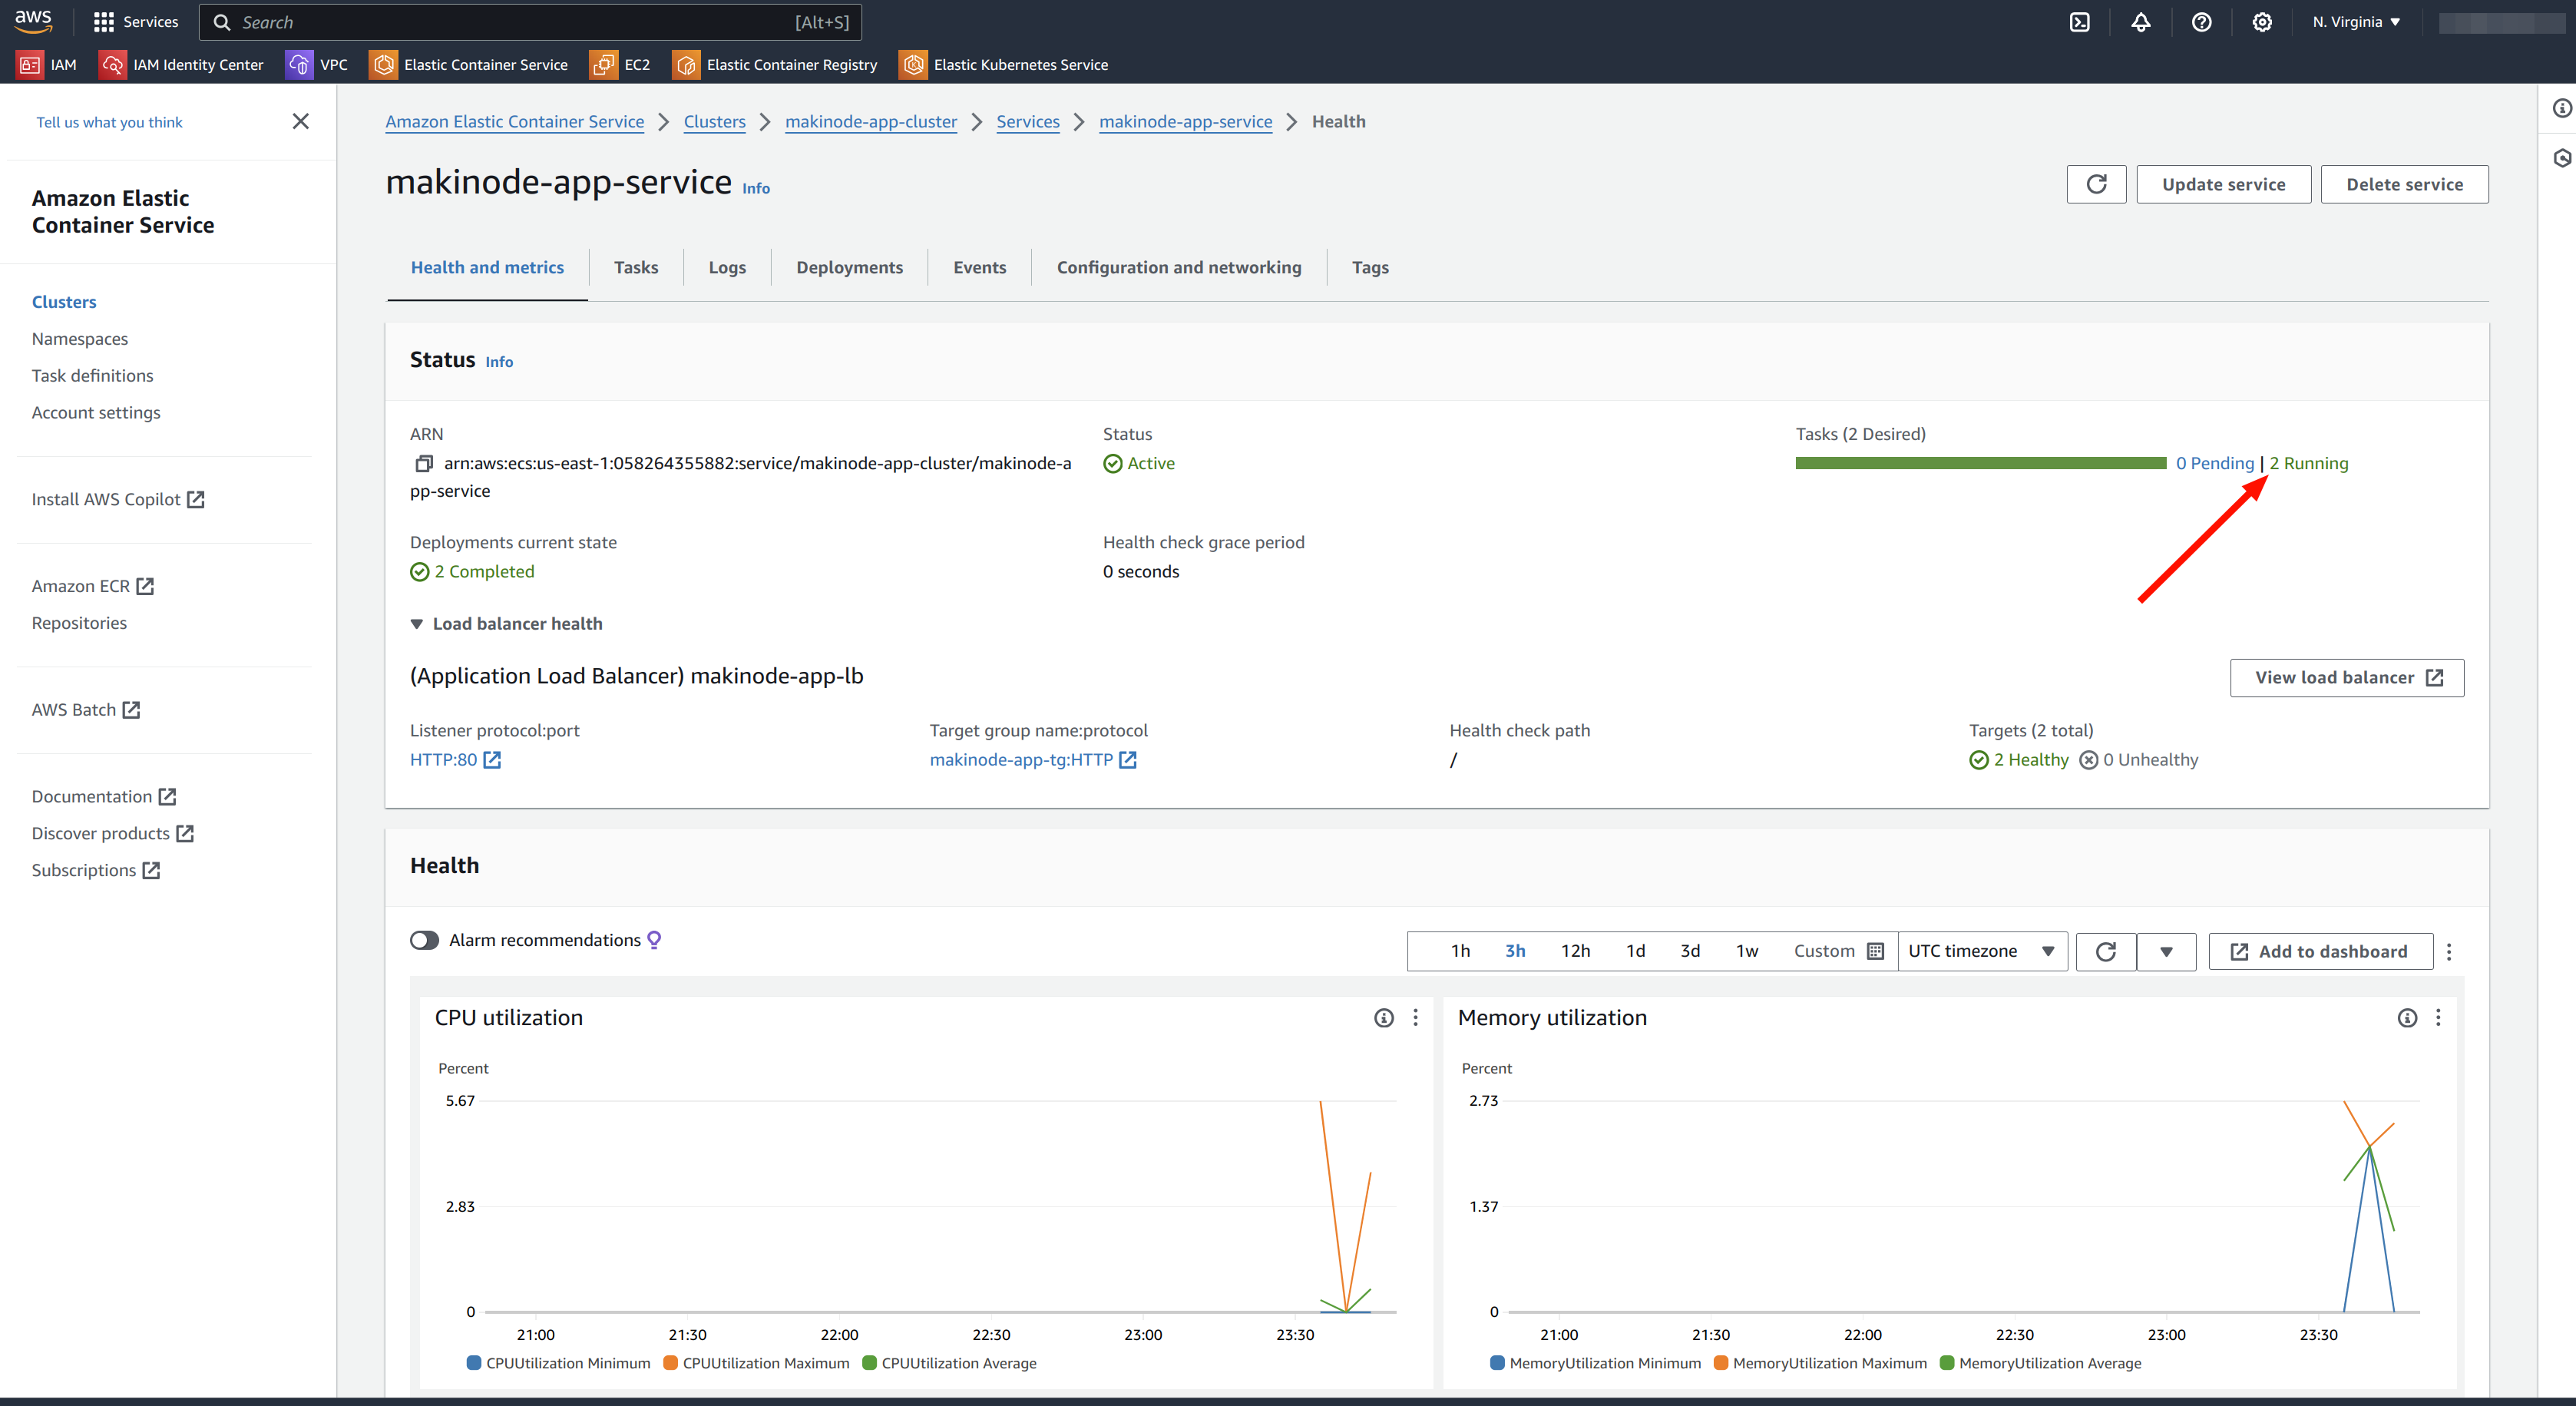 aws Services Search [Alt+S] N. Virginia
IAM IAM Identity Center VPC Elastic Container Service EC2 Elastic Container Registry Elastic Kubernetes Service
Tell us what you think
Amazon Elastic
Container Service
Clusters
Namespaces
Task definitions
Account settings
Install AWS Copilot
Amazon ECR
Repositories
AWS Batch
Documentation
Discover products
Subscriptions
Amazon Elastic Container Service Clusters makinode-app-cluster Services makinode-app-service Health
makinode-app-service Info
Update service Delete service
Health and metrics Tasks Logs Deployments Events Configuration and networking Tags
Status Info
ARN
arn:aws:ecs:us-east-1:058264355882:service/makinode-app-cluster/makinode-a
pp-service
Status
Active
Tasks (2 Desired)
0 Pending | 2 Running
Deployments current state
2 Completed
Health check grace period
0 seconds
Load balancer health
(Application Load Balancer) makinode-app-lb
View load balancer
Listener protocol:port
HTTP:80
Target group name:protocol
makinode-app-tg:HTTP
Health check path
/
Targets (2 total)
2 Healthy 0 Unhealthy
Health
Alarm recommendations
1h 3h 12h 1d 3d 1w Custom UTC timezone Add to dashboard
CPU utilization
Percent
5.67
2.83
0
21:00 21:30 22:00 22:30 23:00 23:30
CPUUtilization Minimum CPUUtilization Maximum CPUUtilization Average
Memory utilization
Percent
2.73
1.37
0
21:00 21:30 22:00 22:30 23:00 23:30
MemoryUtilization Minimum MemoryUtilization Maximum MemoryUtilization Average